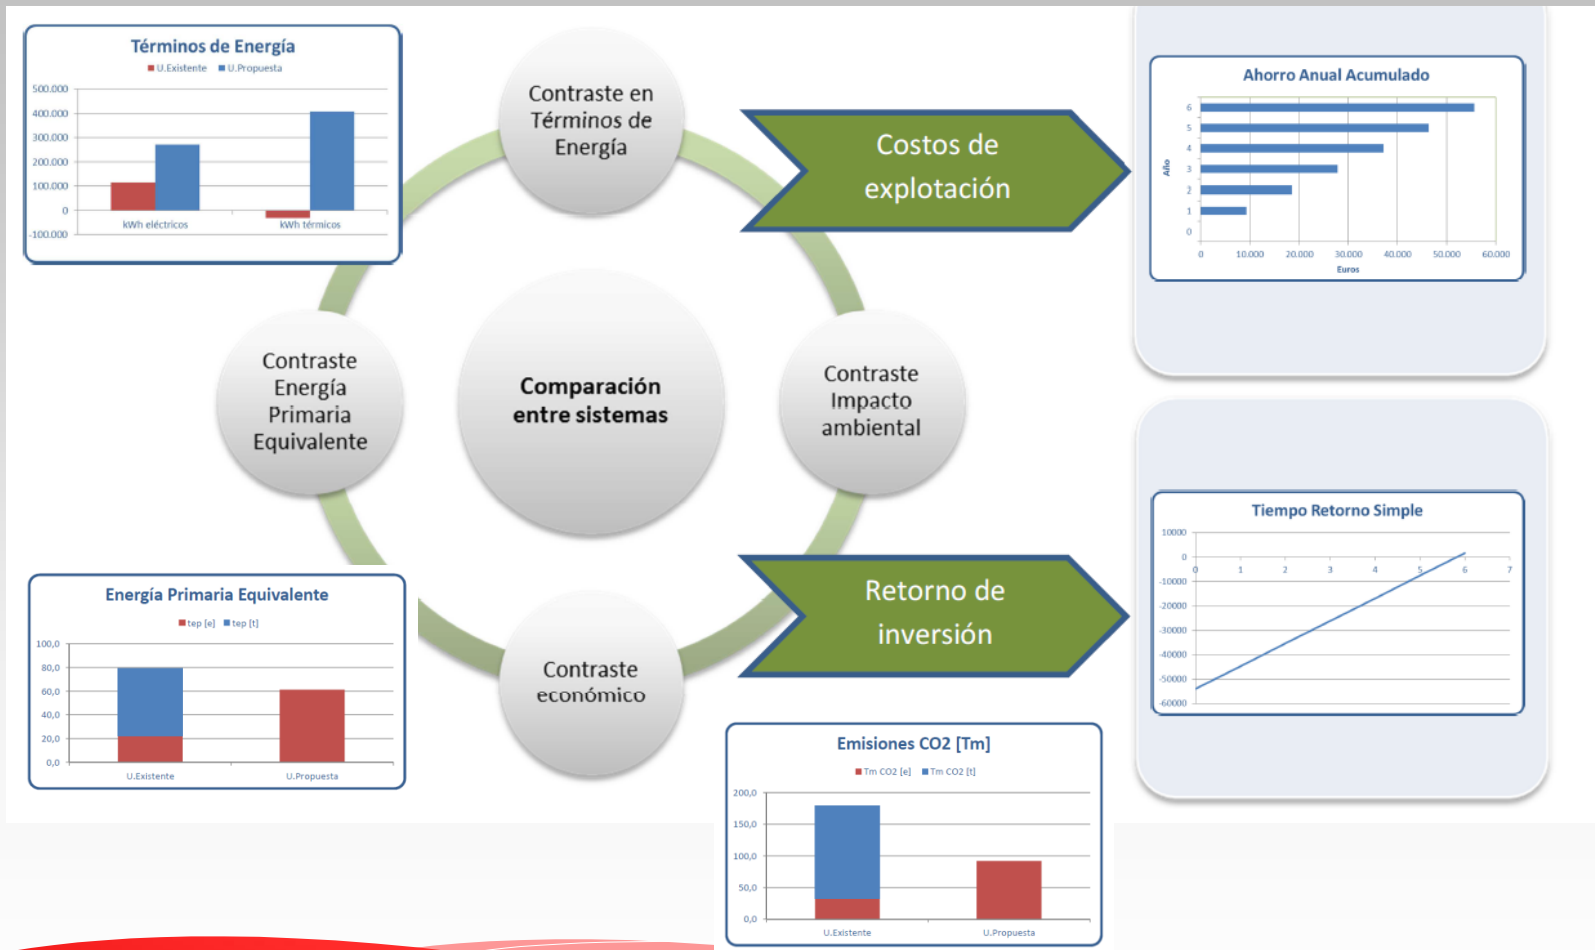 Términos de Energía
U.Existente U.Propuesta
500.000
400.000
300.000
200.000
100.000
0
-100.000
kWh eléctricos kWh térmicos
Contraste en
Términos de
Energía
Costos de
explotación
Ahorro Anual Acumulado
Año
6
5
4
3
2
1
0
0 10.000 20.000 30.000 40.000 50.000 60.000
Euros
Contraste
Energía
Primaria
Equivalente
Comparación
entre sistemas
Contraste
Impacto
ambiental
Tiempo Retorno Simple
10000
0
-10000
-20000
-30000
-40000
-50000
-60000
0 1 2 3 4 5 6 7
Retorno de
inversión
Energía Primaria Equivalente
tep [e] tep [t]
100,0
80,0
60,0
40,0
20,0
0,0
U.Existente U.Propuesta
Contraste
económico
Emisiones CO2 [Tm]
Tm CO2 [e] Tm CO2 [t]
200,0
150,0
100,0
50,0
0,0
U.Existente U.Propuesta